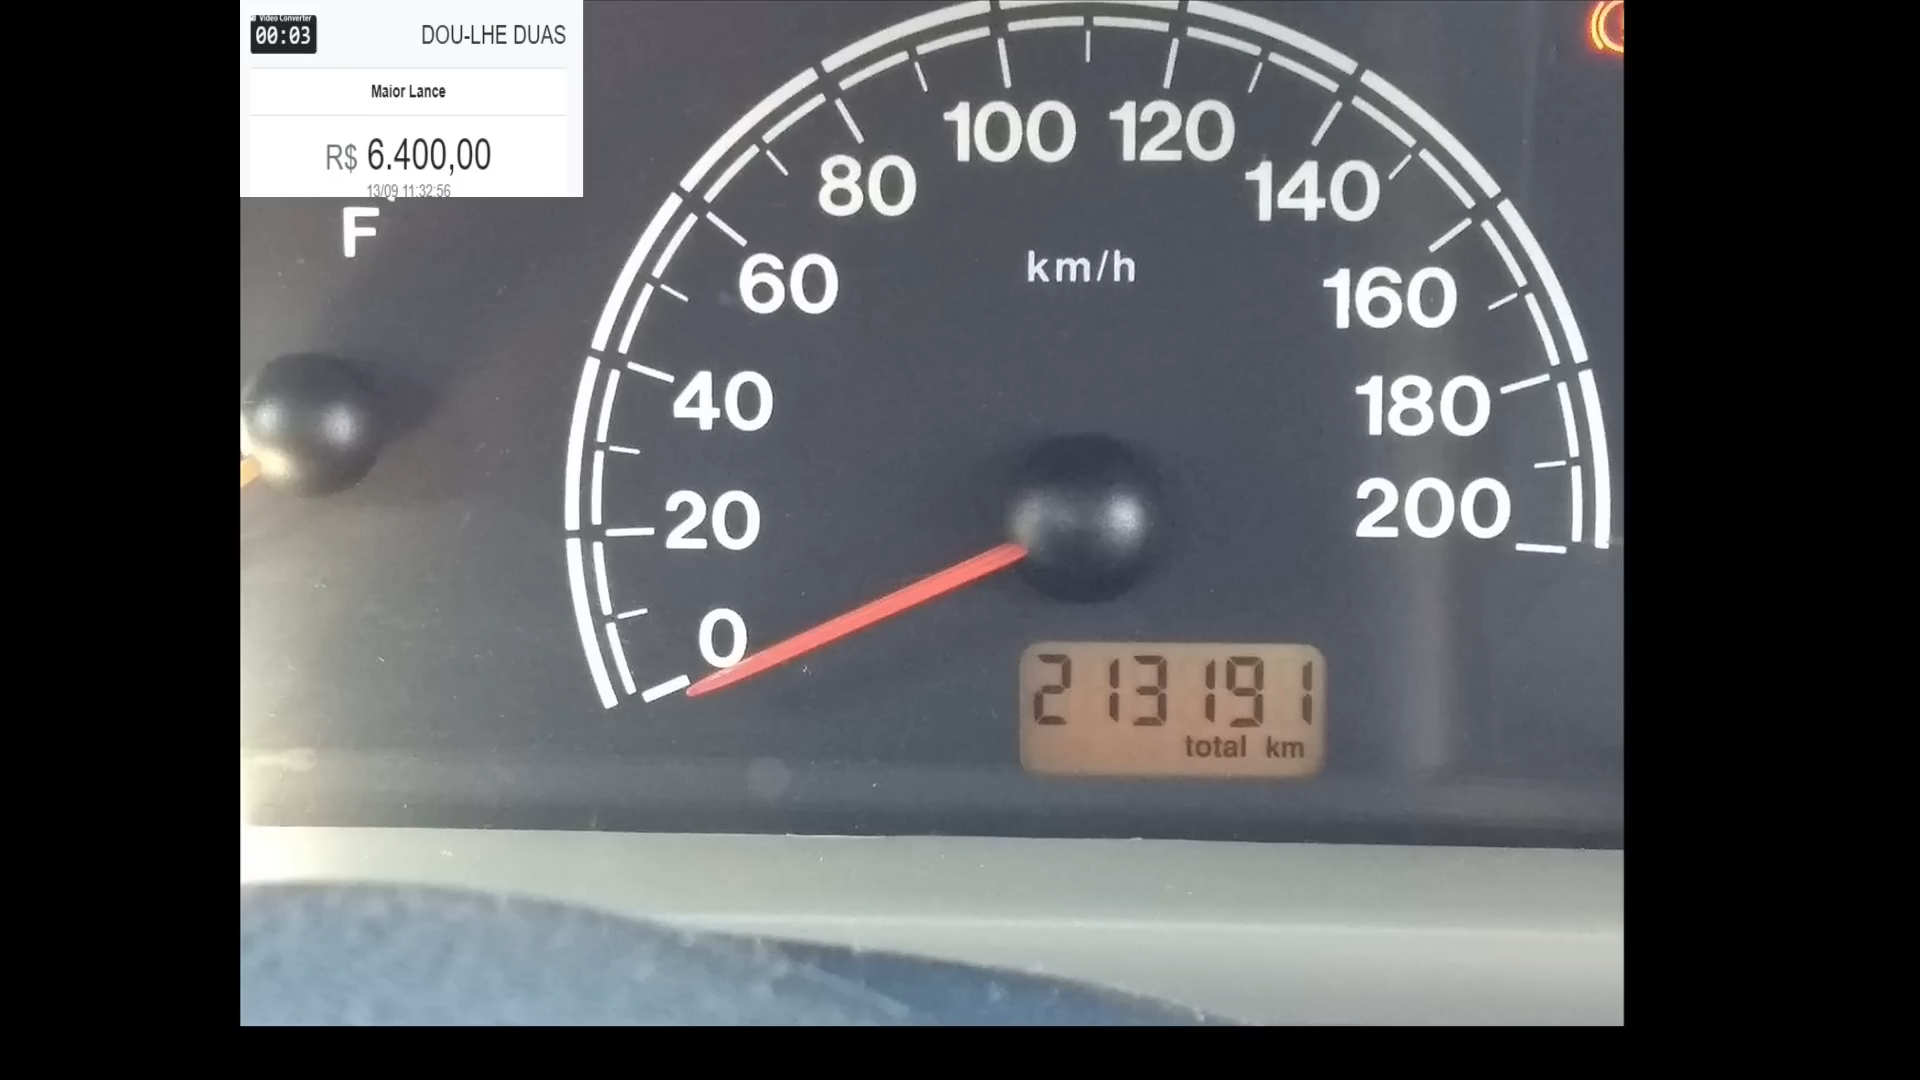 Video Converter
00:03
DOU-LHE DUAS
Maior Lance
R$ 6.400,00
13/09 11:32:56
F
100 120
80 140
km/h
60 160
40 180
20 200
0
213191
total km